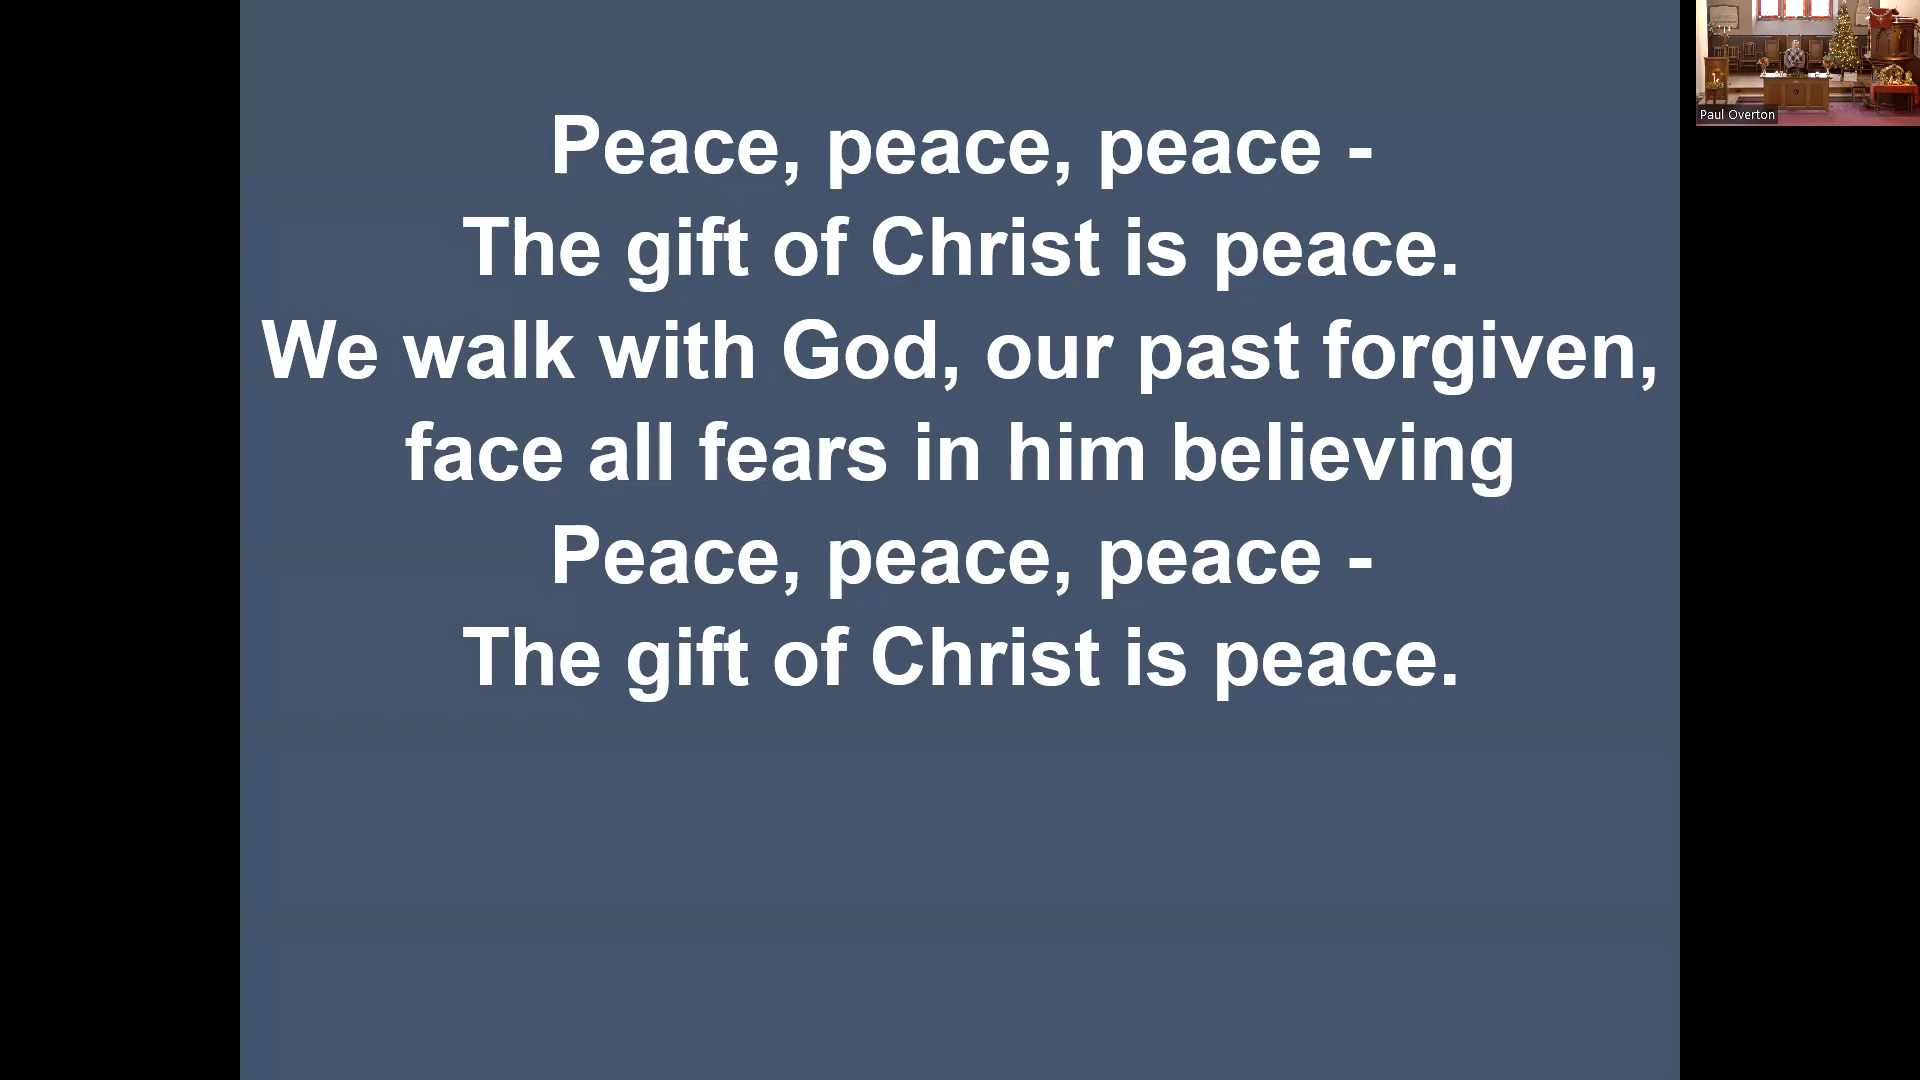 Peace, peace, peace -
The gift of Christ is peace.
We walk with God, our past forgiven,
face all fears in him believing
Peace, peace, peace -
The gift of Christ is peace.
Paul Overton